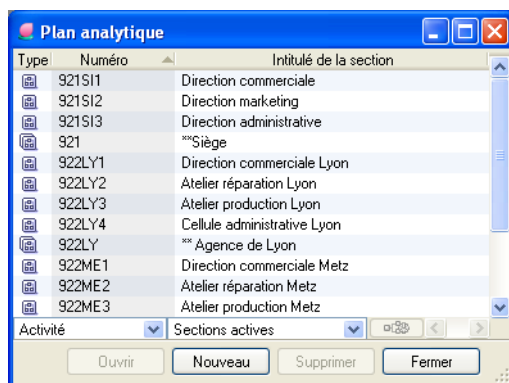 Plan analytique
Type Numéro Intitulé de la section
921SI1 Direction commerciale
921SI2 Direction marketing
921SI3 Direction administrative
921 **Siège
922LY1 Direction commerciale Lyon
922LY2 Atelier réparation Lyon
922LY3 Atelier production Lyon
922LY4 Cellule administrative Lyon
922LY ** Agence de Lyon
922ME1 Direction commerciale Metz
922ME2 Atelier réparation Metz
922ME3 Atelier production Metz
Activité Sections actives
Ouvrir Nouveau Supprimer Fermer